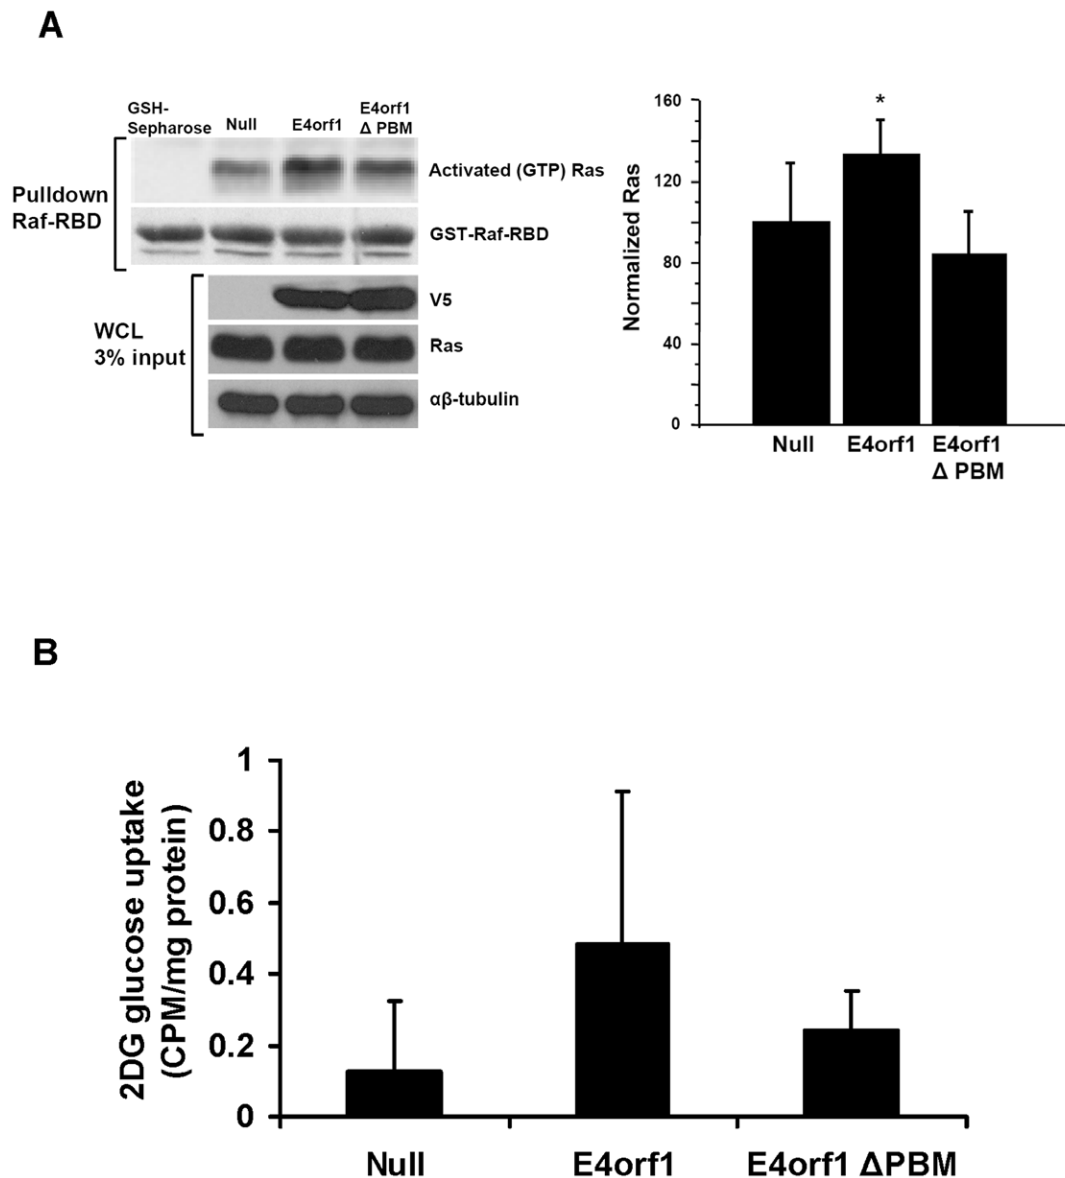 A
GSH-
Sepharose
Null
E4orf1
E4orf1
Δ PBM
Pulldown
Raf-RBD
Activated (GTP) Ras
GST-Raf-RBD
WCL
3% input
V5
Ras
αβ-tubulin
Normalized Ras
160
120
80
40
0
*
Null
E4orf1
E4orf1
Δ PBM
B
2DG glucose uptake
(CPM/mg protein)
1
0.8
0.6
0.4
0.2
0
Null
E4orf1
E4orf1 ΔPBM